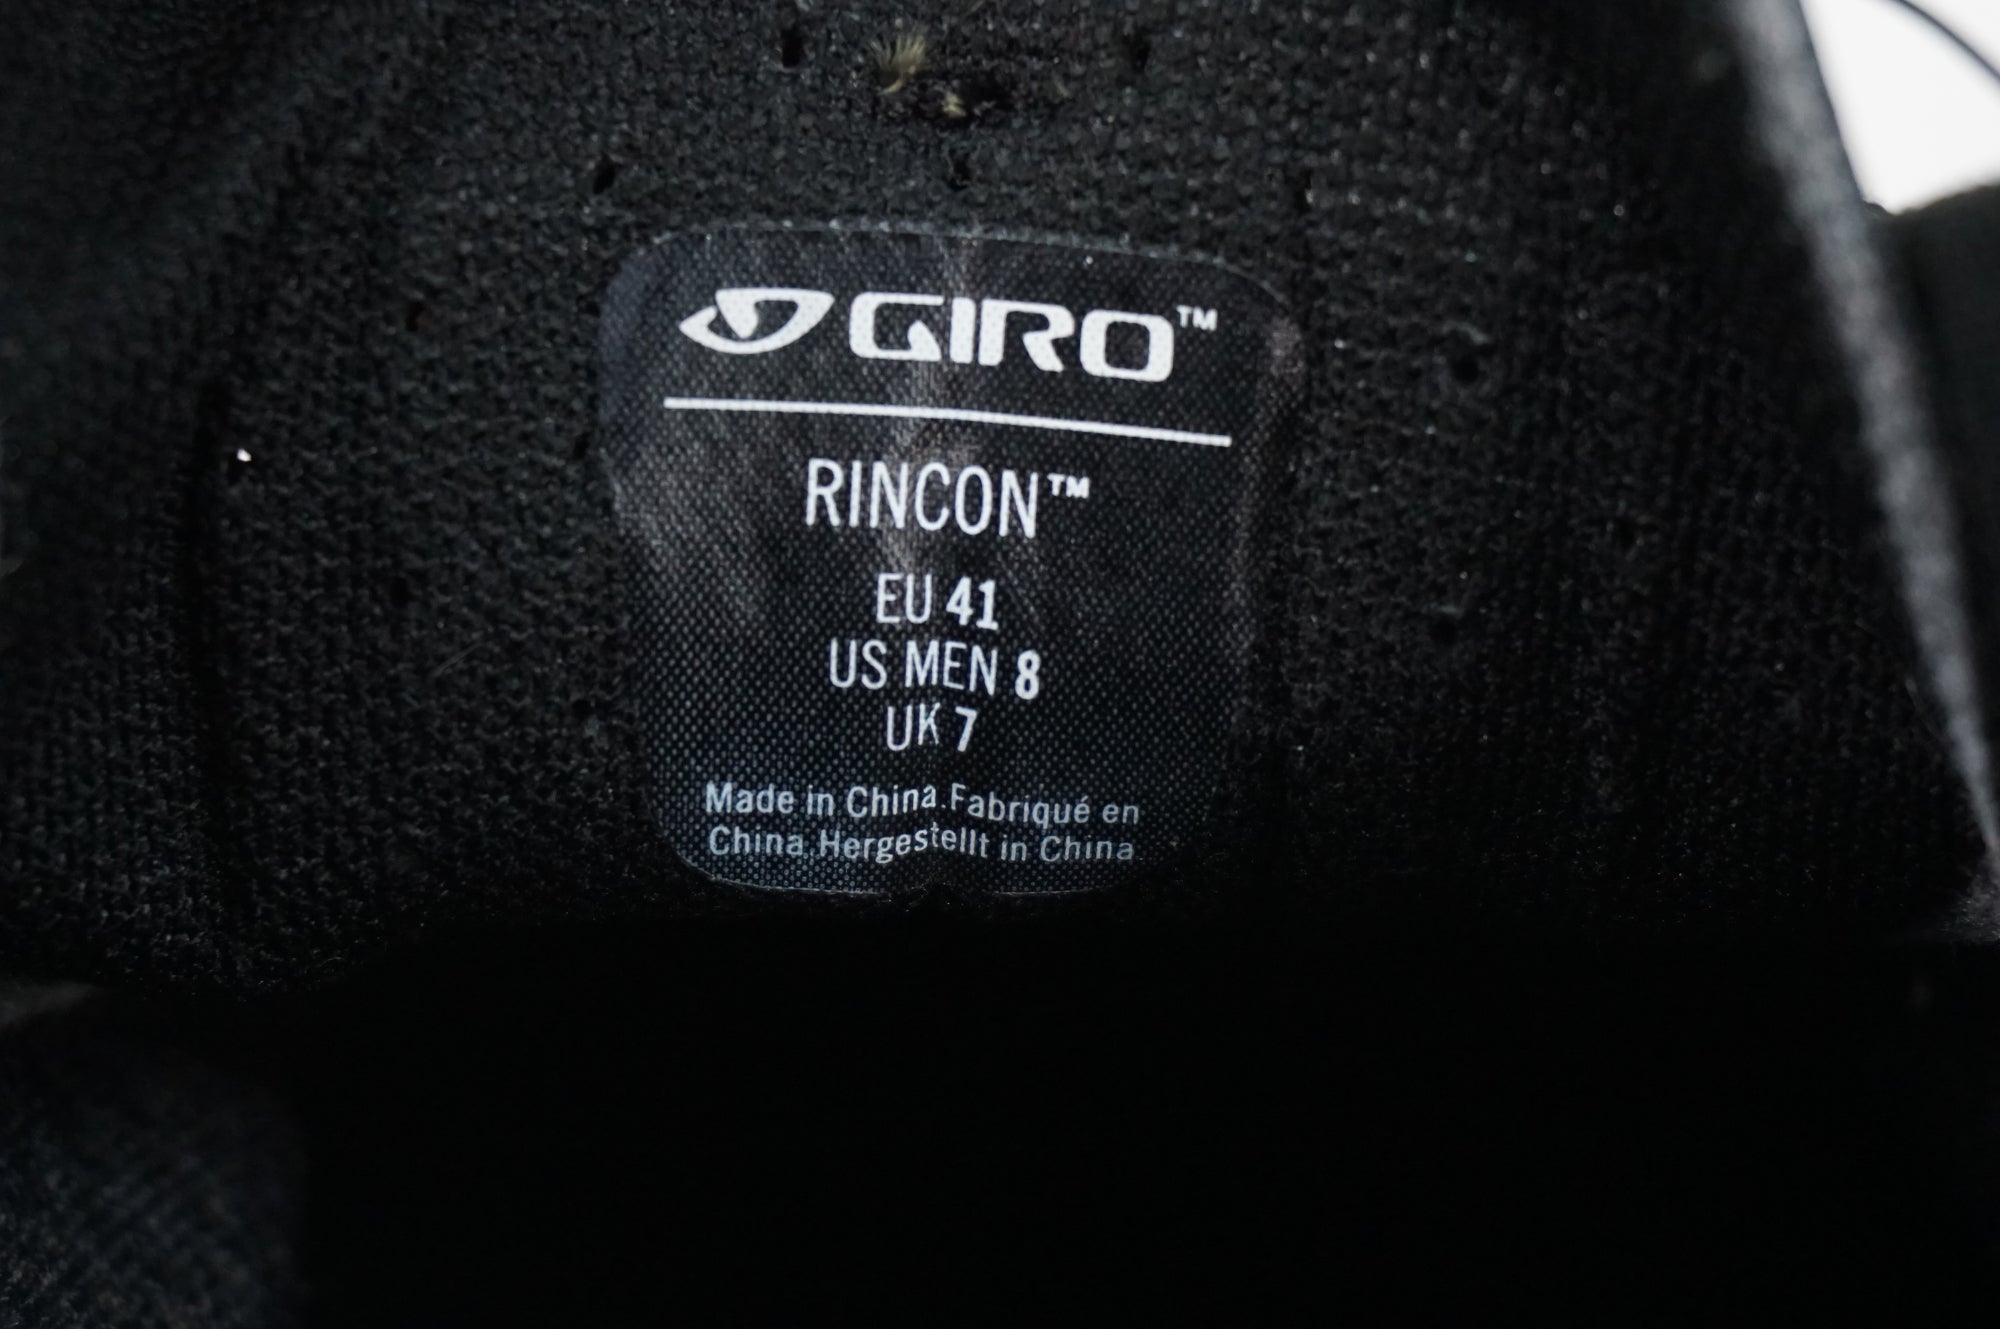 GIRO™
RINCON™
EU 41
US MEN 8
UK 7
Made in China.Fabriqué en
China.Hergestellt in China